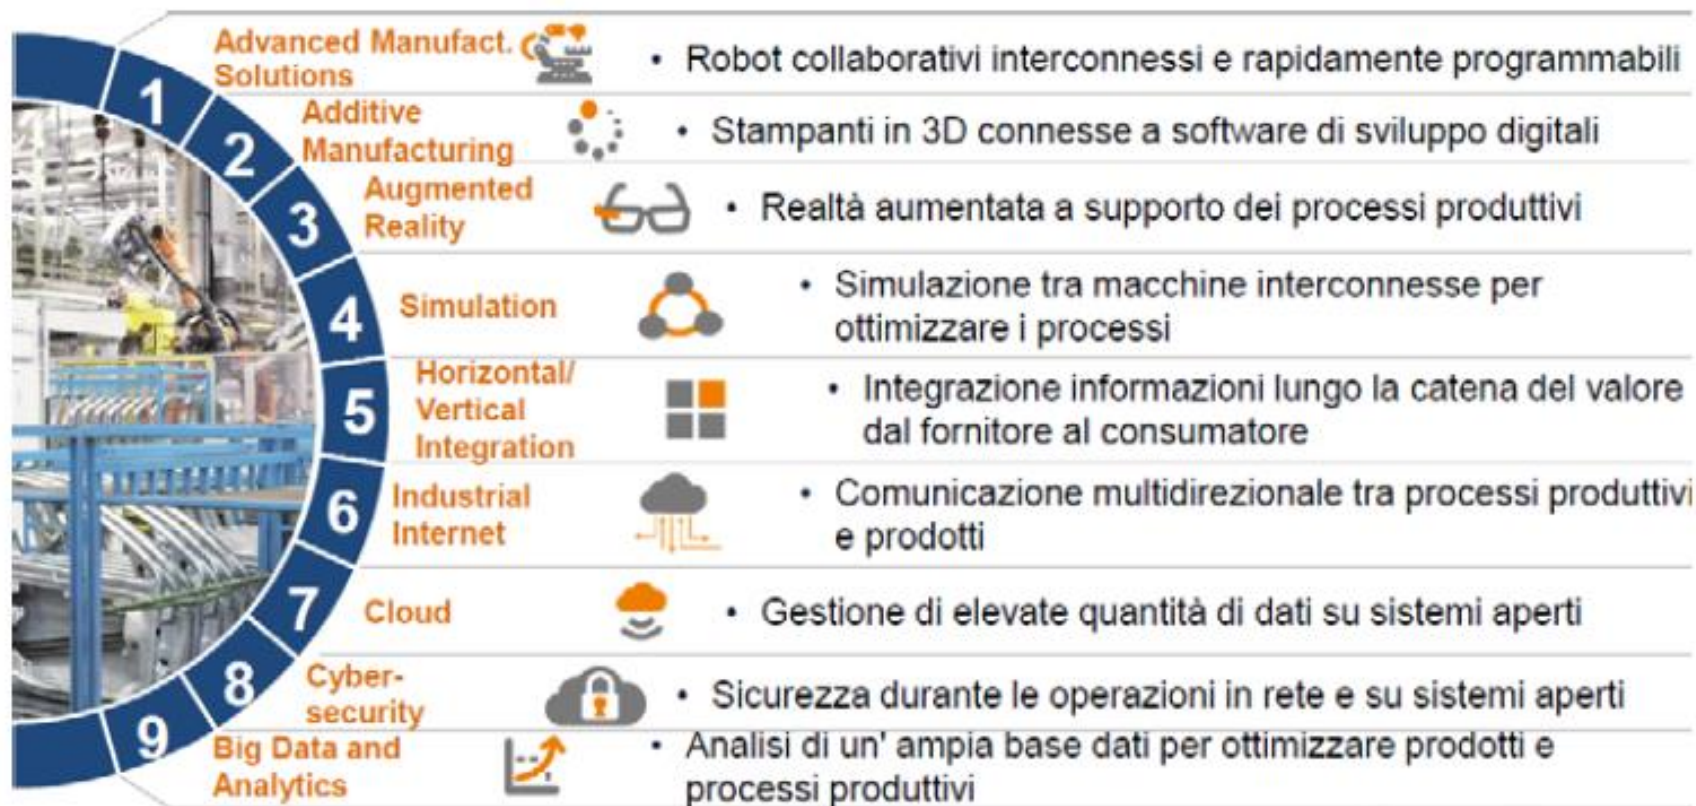 1
Advanced Manufact.
Solutions
• Robot collaborativi interconnessi e rapidamente programmabili
2
Additive
Manufacturing
• Stampanti in 3D connesse a software di sviluppo digitali
3
Augmented
Reality
• Realtà aumentata a supporto dei processi produttivi
4
Simulation
• Simulazione tra macchine interconnesse per
ottimizzare i processi
5
Horizontal/
Vertical
Integration
• Integrazione informazioni lungo la catena del valore
dal fornitore al consumatore
6
Industrial
Internet
• Comunicazione multidirezionale tra processi produttivi
e prodotti
7
Cloud
• Gestione di elevate quantità di dati su sistemi aperti
8
Cyber-
security
• Sicurezza durante le operazioni in rete e su sistemi aperti
9
Big Data and
Analytics
• Analisi di un' ampia base dati per ottimizzare prodotti e
processi produttivi